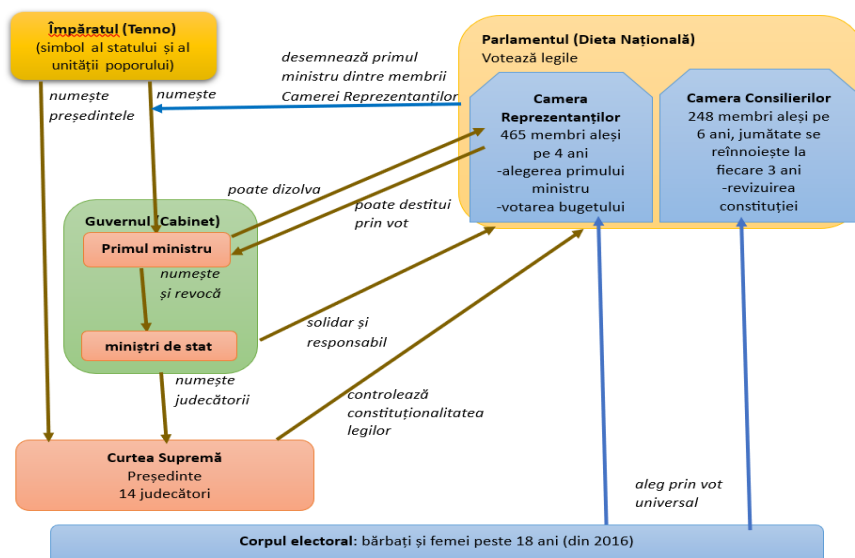 Împăratul (Tenno)
(simbol al statului și al
unității poporului)
numește
președintele
numește
desemnează primul
ministru dintre membrii
Camerei Reprezentanților
Parlamentul (Dieta Națională)
Votează legile
Camera
Reprezentanților
465 membri aleși
pe 4 ani
-alegerea primului
ministru
-votarea bugetului
Camera Consilierilor
248 membri aleși pe
6 ani, jumătate se
reînnoiește la
fiecare 3 ani
-revizuirea
constituției
poate dizolva
poate destitui
prin vot
Guvernul (Cabinet)
Primul ministru
numește
și revocă
miniștri de stat
solidar și
responsabil
numește
judecătorii
controlează
constituționalitatea
legilor
Curtea Supremă
Președinte
14 judecători
aleg prin vot
universal
Corpul electoral: bărbați și femei peste 18 ani (din 2016)